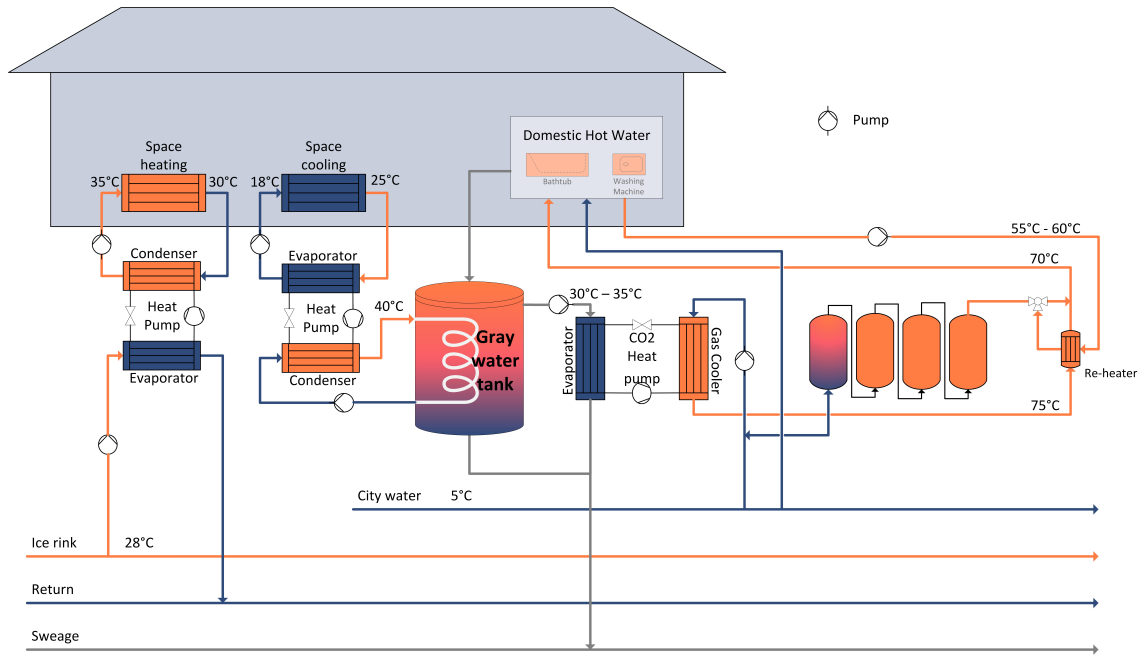 Pump
Domestic Hot Water
Bathtub
Washing
Machine
Space
heating
Space
cooling
35°C
30°C
18°C
25°C
55°C - 60°C
70°C
Condenser
Evaporator
Heat
Pump
Heat
Pump
40°C
30°C – 35°C
Gray
water
tank
Evaporator
CO2
Heat
pump
Gas Cooler
Evaporator
Condenser
Re-heater
75°C
City water
5°C
Ice rink
28°C
Return
Sweage